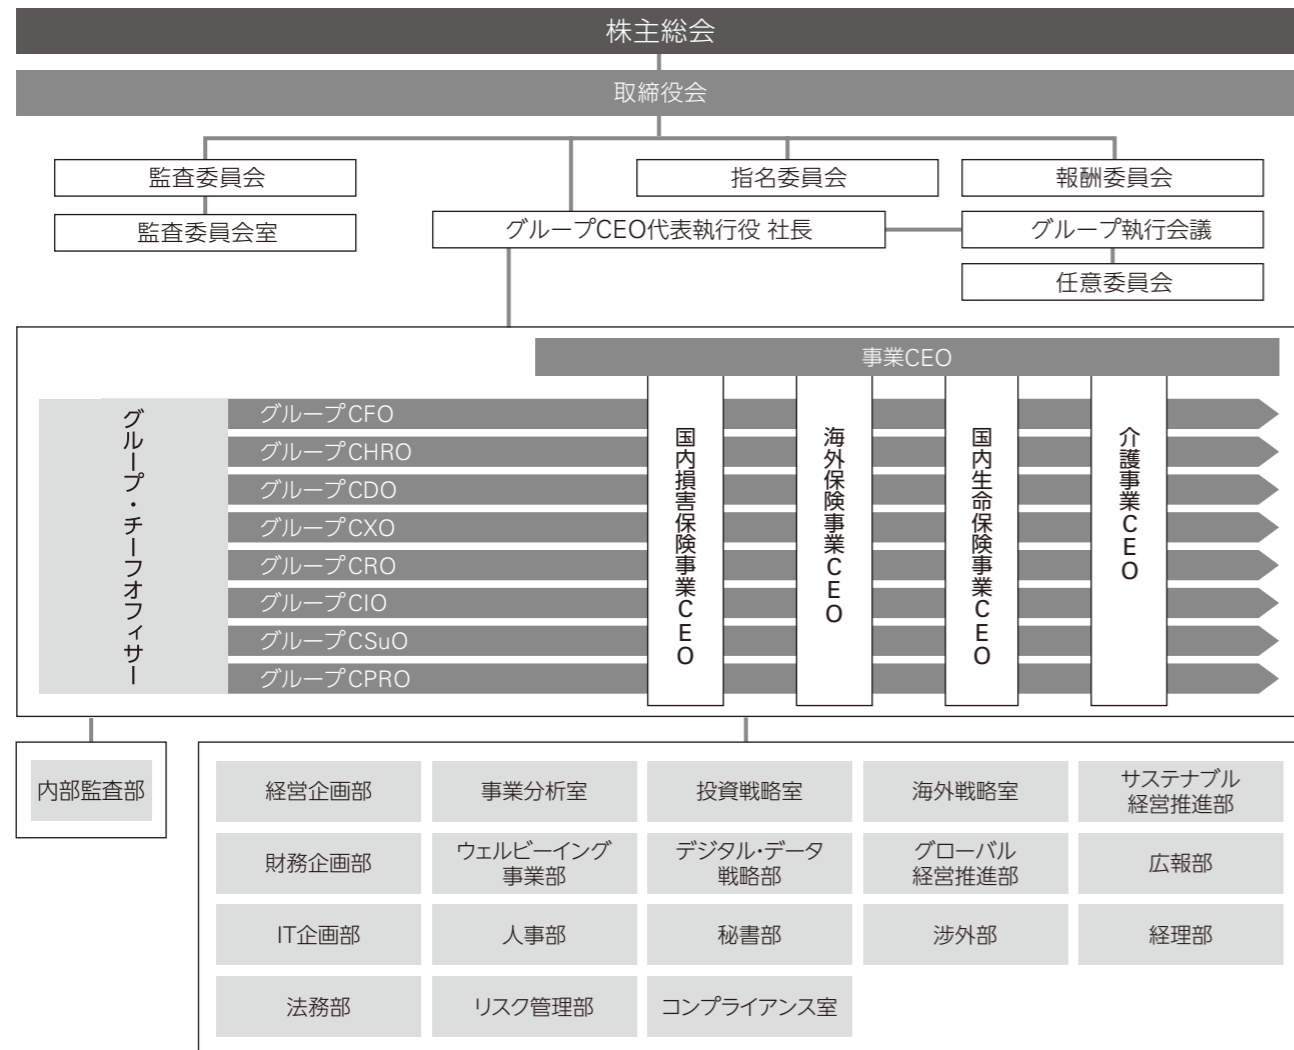 株主総会
取締役会
監査委員会
指名委員会
報酬委員会
監査委員会室
グループCEO代表執行役 社長
グループ執行会議
任意委員会
事業CEO
グループ・チーフオフィサー
グループCFO
グループCHRO
グループCDO
グループCXO
グループCRO
グループCIO
グループCSuO
グループCPRO
国内損害保険事業CEO
海外保険事業CEO
国内生命保険事業CEO
介護事業CEO
内部監査部
経営企画部
事業分析室
投資戦略室
海外戦略室
サステナブル
経営推進部
財務企画部
ウェルビーイング
事業部
デジタル・データ
戦略部
グローバル
経営推進部
広報部
IT企画部
人事部
秘書部
渉外部
経理部
法務部
リスク管理部
コンプライアンス室